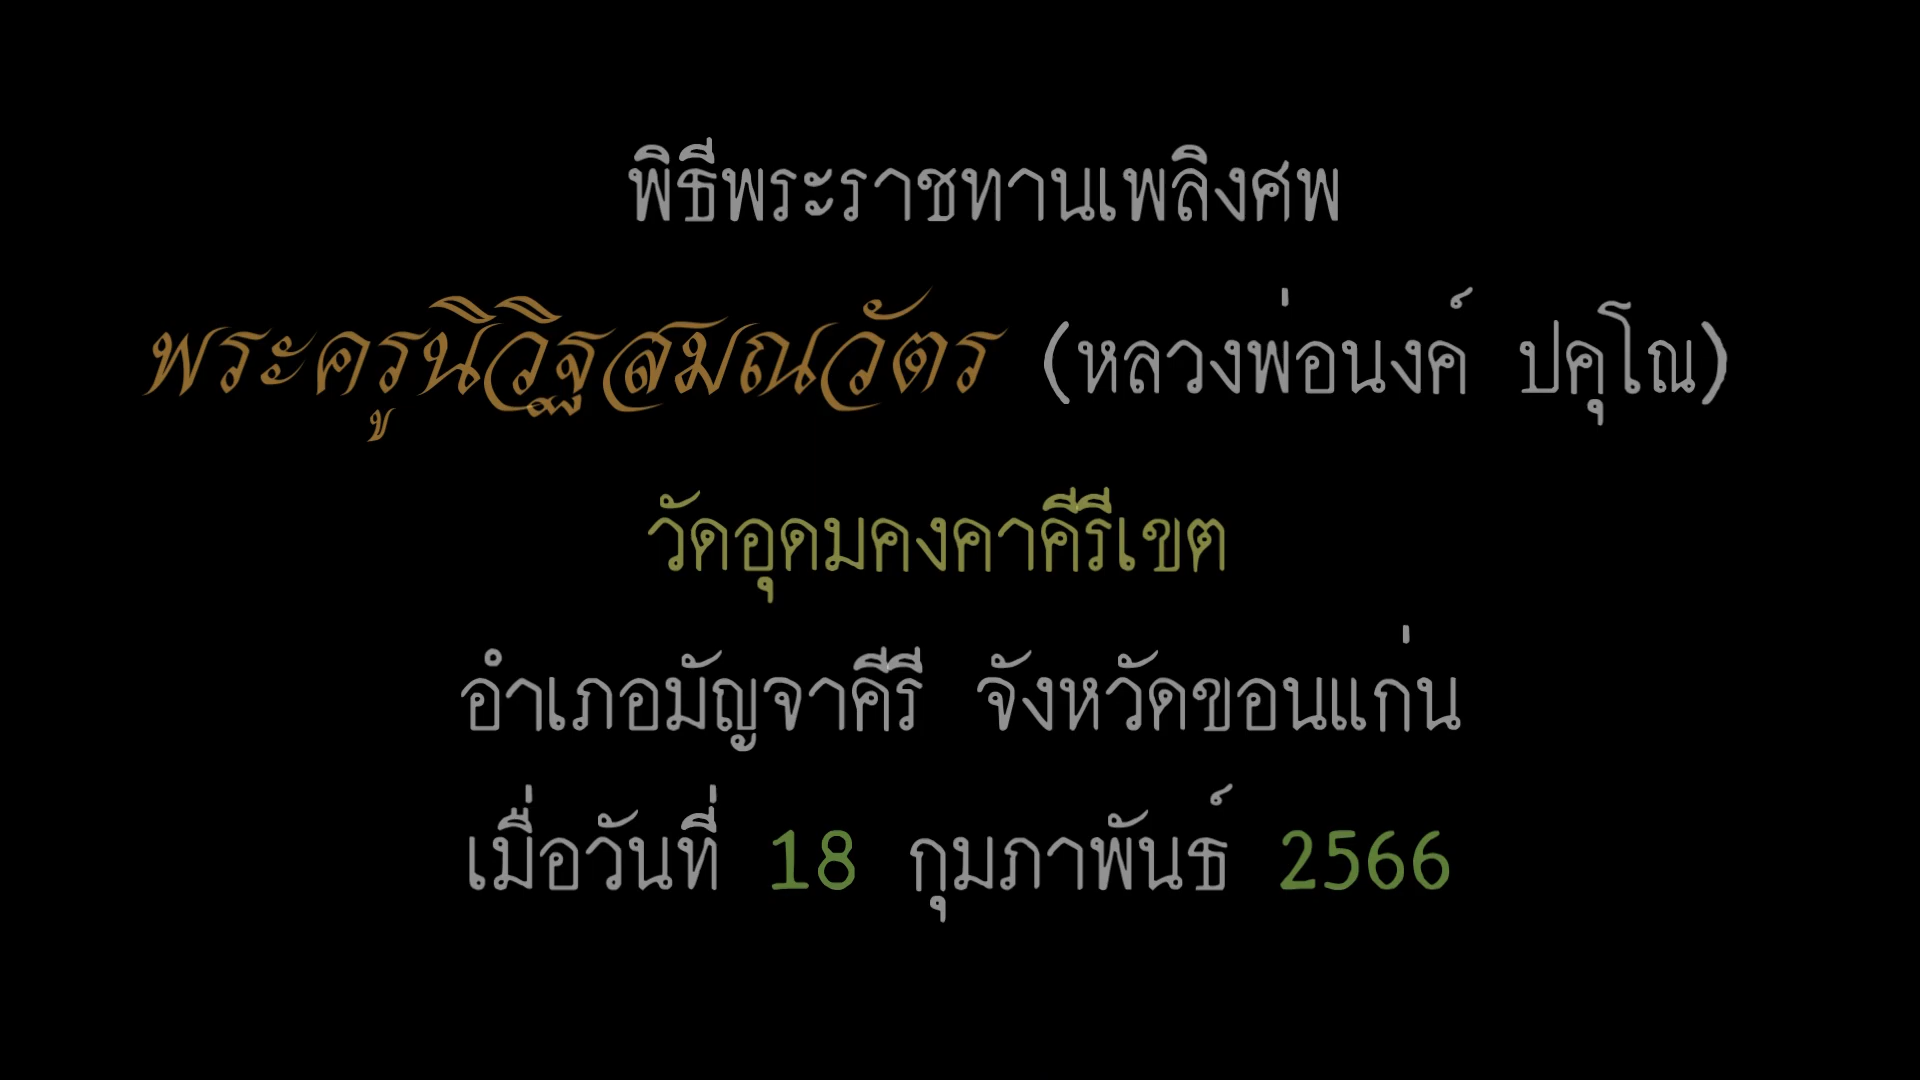 พิธีพระราชทานเพลิงศพ
พระครูนิวิฐสมณวัตร (หลวงพ่อนงค์ ปคุโณ)
วัดอุดมคงคาคีรีเขต
อำเภอมัญจาคีรี จังหวัดขอนแก่น
เมื่อวันที่ 18 กุมภาพันธ์ 2566